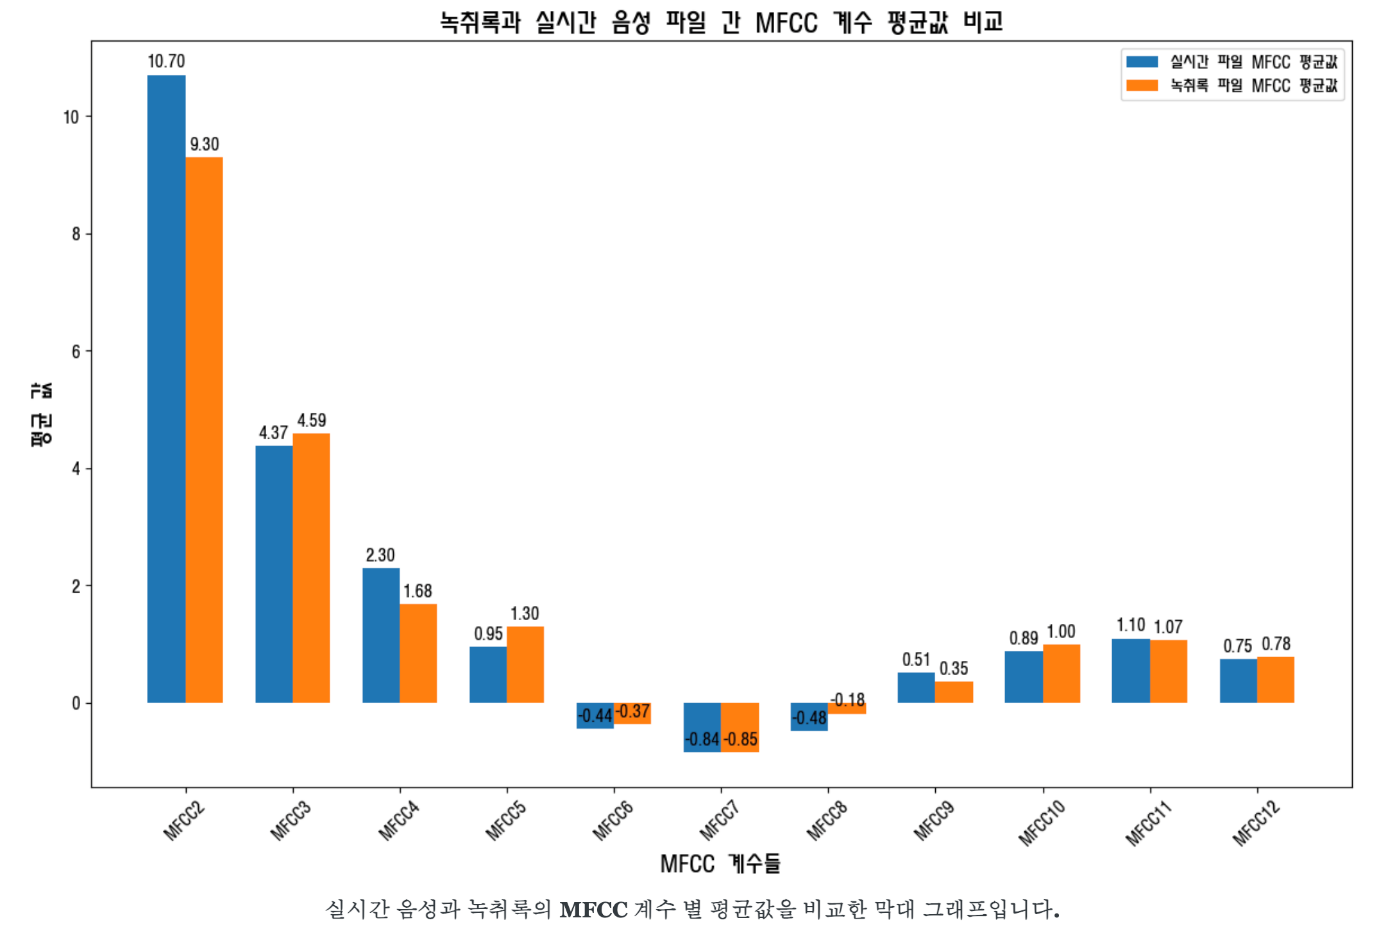 녹취록과 실시간 음성 파일 간 MFCC 계수 평균값 비교
실시간 파일 MFCC 평균값
녹취록 파일 MFCC 평균값
평균 값
10
8
6
4
2
0
10.70
9.30
4.37
4.59
2.30
1.68
0.95
1.30
-0.44
-0.37
-0.84
-0.85
-0.48
-0.18
0.51
0.35
0.89
1.00
1.10
1.07
0.75
0.78
MFCC2
MFCC3
MFCC4
MFCC5
MFCC6
MFCC7
MFCC8
MFCC9
MFCC10
MFCC11
MFCC12
MFCC 계수들
실시간 음성과 녹취록의 MFCC 계수 별 평균값을 비교한 막대 그래프입니다.